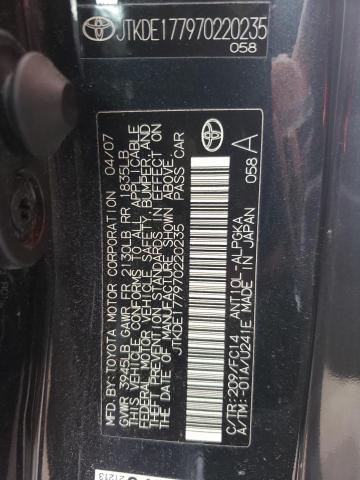 JTKDE177970220235
058
MFD.BY:TOYOTA MOTOR CORPORATION 04/07
GVWR 3945LB GAWR FR 2130LB RR 1835LB
THIS VEHICLE CONFORMS TO ALL APPLICABLE
FEDERAL MOTOR VEHICLE SAFETY, BUMPER, AND
THEFT PREVENTION STANDARDS IN EFFECT ON
THE DATE OF MANUFACTURE SHOWN ABOVE.
JTKDE177970220235 PASS CAR
C/TR:209/FC14 ANT10L-ALPGKA
A/TM:-01A/U241E MADE IN JAPAN
058 A
21213